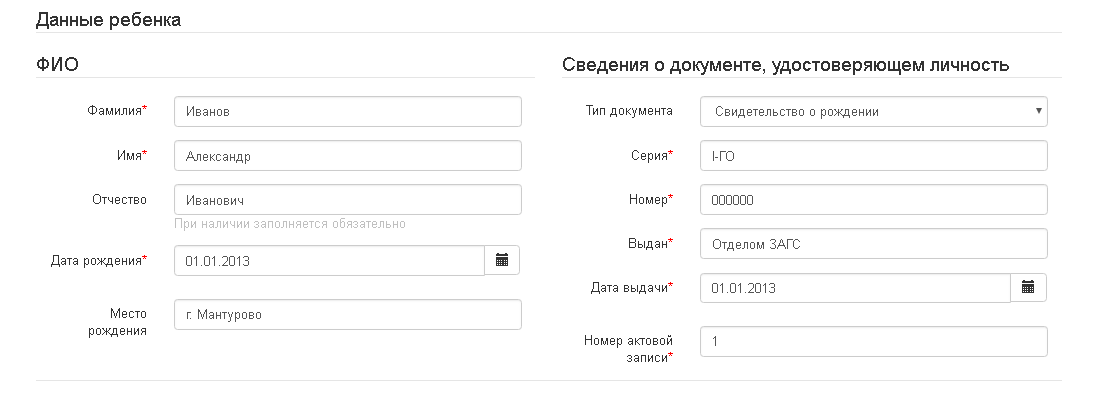 Данные ребенка
ФИО
Фамилия*
Иванов
Имя*
Александр
Отчество
Иванович
При наличии заполняется обязательно
Дата рождения*
01.01.2013
Место
рождения
г. Мантурово
Сведения о документе, удостоверяющем личность
Тип документа
Свидетельство о рождении
Серия*
I-ГО
Номер*
000000
Выдан*
Отделом ЗАГС
Дата выдачи*
01.01.2013
Номер актовой
записи*
1